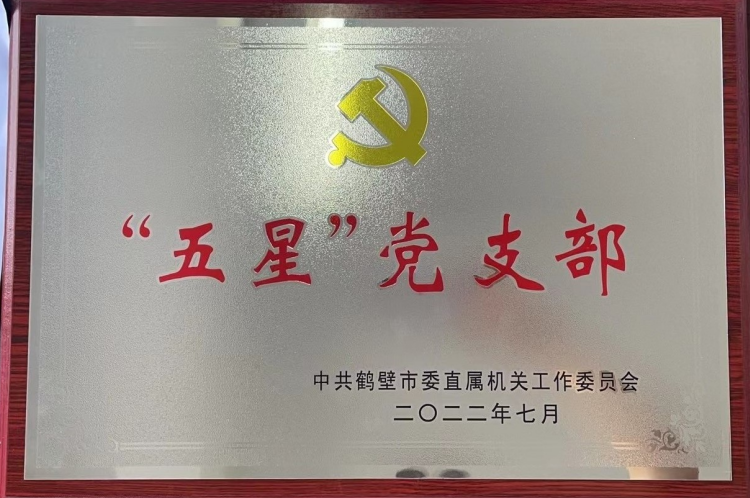 “五星”党支部
中共鹤壁市委直属机关工作委员会
二〇二二年七月